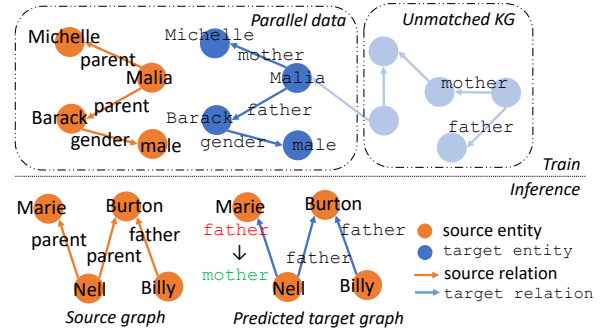 Parallel data
Unmatched KG
Michelle
parent
Malia
parent
Barack
gender
male
Michelle
mother
Malia
father
Barack
gender
male
mother
father
Train
Inference
Marie
Burton
parent
father
parent
Nell
Billy
Source graph
Marie
Burton
father
↓
mother
father
father
Nell
Billy
Predicted target graph
source entity
target entity
source relation
target relation